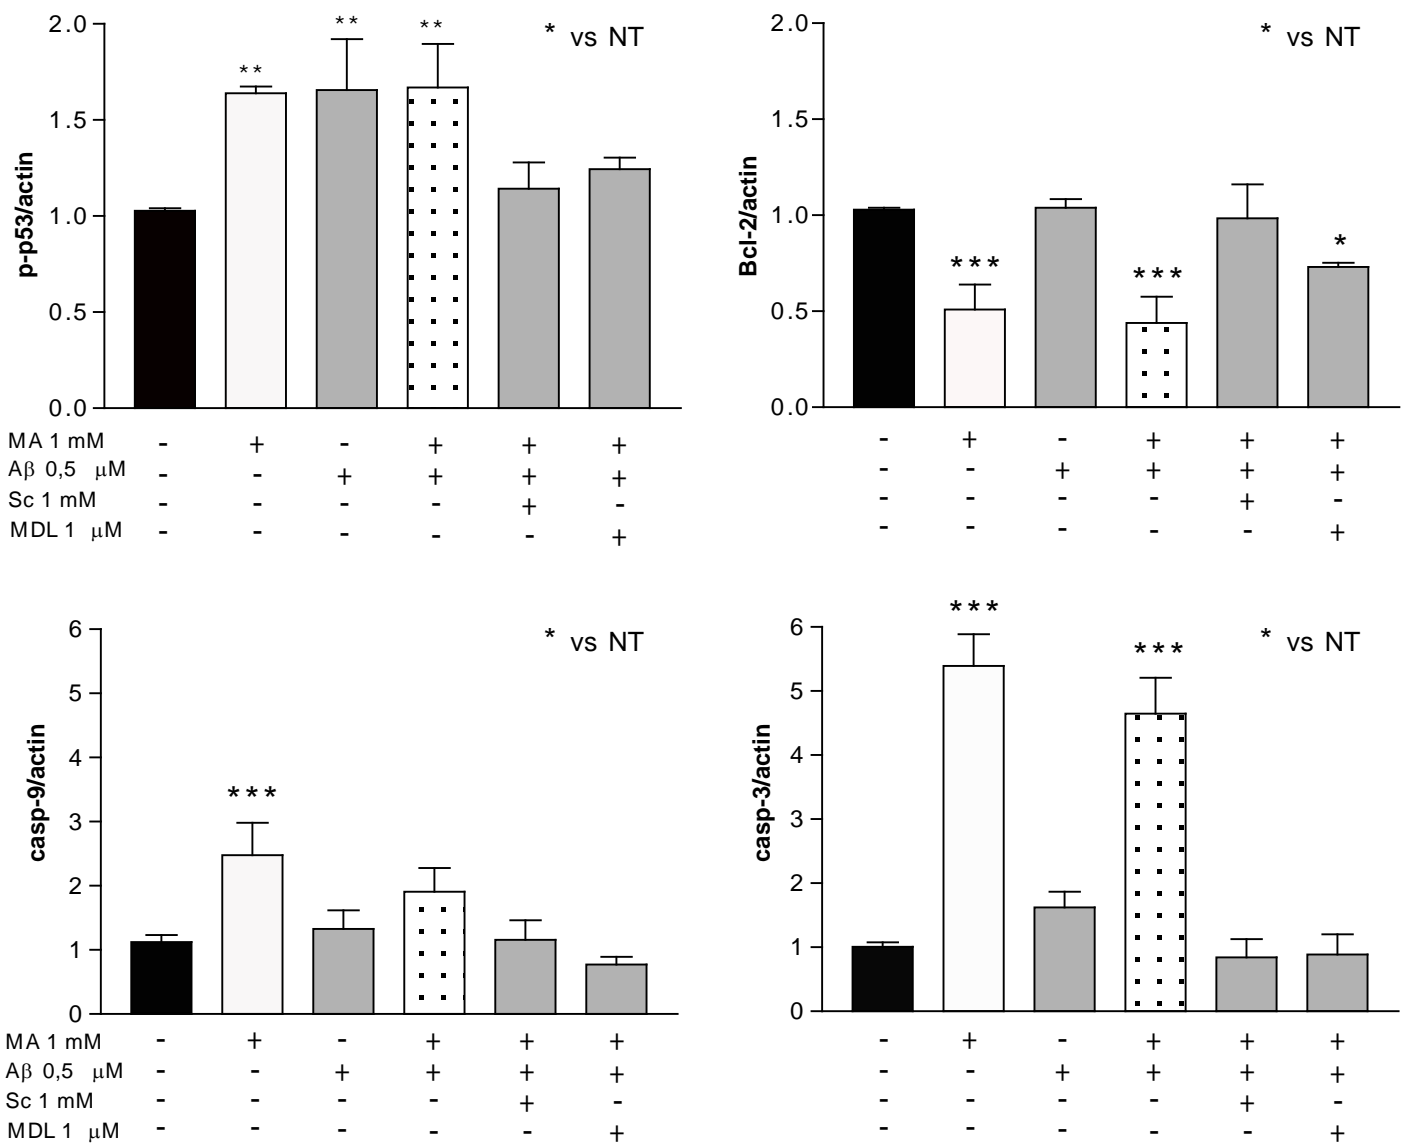 2.0
1.5
1.0
0.5
0.0
p-p53/actin
** ** **
* vs NT
MA 1 mM - + - + + +
Aβ 0,5 μM - - + + + +
Sc 1 mM - - - - + -
MDL 1 μM - - - - - +
2.0
1.5
1.0
0.5
0.0
Bcl-2/actin
*** *** *
* vs NT
- + - + + +
- - + + + +
- - - - + -
- - - - - +
6
5
4
3
2
1
0
casp-9/actin
***
* vs NT
MA 1 mM - + - + + +
Aβ 0,5 μM - - + + + +
Sc 1 mM - - - - + -
MDL 1 μM - - - - - +
6
5
4
3
2
1
0
casp-3/actin
*** ***
* vs NT
- + - + + +
- - + + + +
- - - - + -
- - - - - +